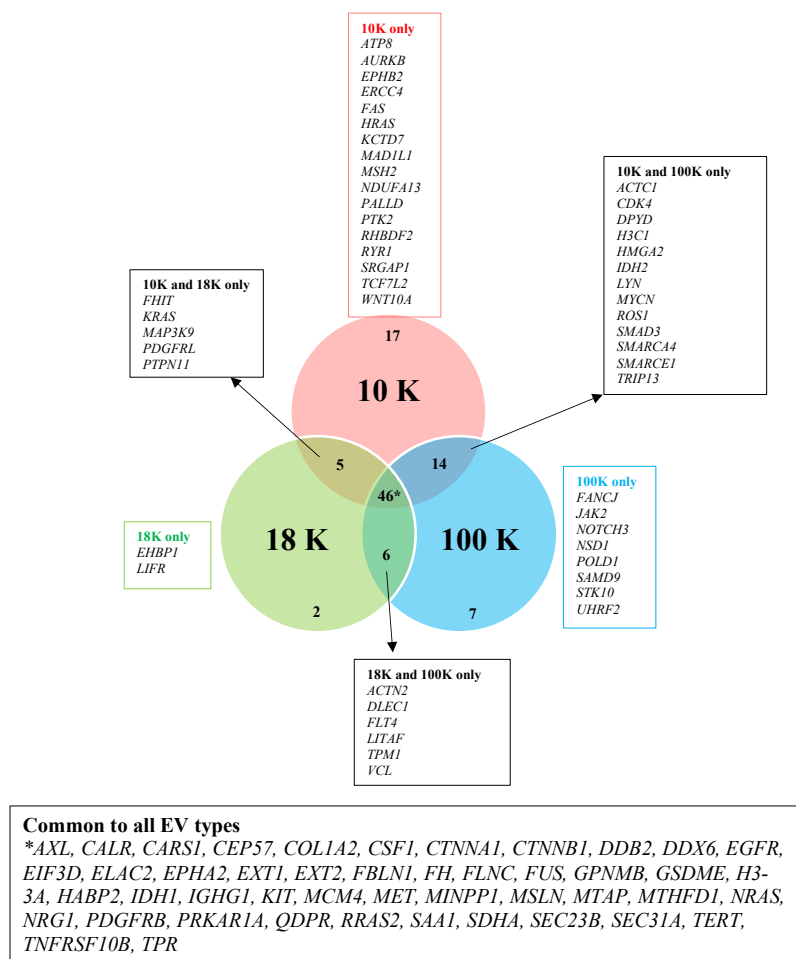 10K only
ATP8
AURKB
EPHB2
ERCC4
FAS
HRAS
KCTD7
MAD1L1
MSH2
NDUFA13
PALLD
PTK2
RHBDF2
RYR1
SRGAP1
TCF7L2
WNT10A
10K and 100K only
ACTC1
CDK4
DPYD
H3C1
HMGA2
IDH2
LYN
MYCN
ROS1
SMAD3
SMARCA4
SMARCE1
TRIP13
10K and 18K only
FHIT
KRAS
MAP3K9
PDGFRL
PTPN11
17
10 K
5
14
46*
18 K
100 K
6
2
7
18K only
EHBP1
LIFR
100K only
FANCJ
JAK2
NOTCH3
NSD1
POLD1
SAMD9
STK10
UHRF2
18K and 100K only
ACTN2
DLEC1
FLT4
LITAF
TPM1
VCL
Common to all EV types
*AXL, CALR, CARS1, CEP57, COL1A2, CSF1, CTNNA1, CTNNB1, DDB2, DDX6, EGFR,
EIF3D, ELAC2, EPHA2, EXT1, EXT2, FBLN1, FH, FLNC, FUS, GPNMB, GSDME, H3-
3A, HABP2, IDH1, IGHG1, KIT, MCM4, MET, MINPP1, MSLN, MTAP, MTHFD1, NRAS,
NRG1, PDGFRB, PRKAR1A, QDPR, RRAS2, SAA1, SDHA, SEC23B, SEC31A, TERT,
TNFRSF10B, TPR